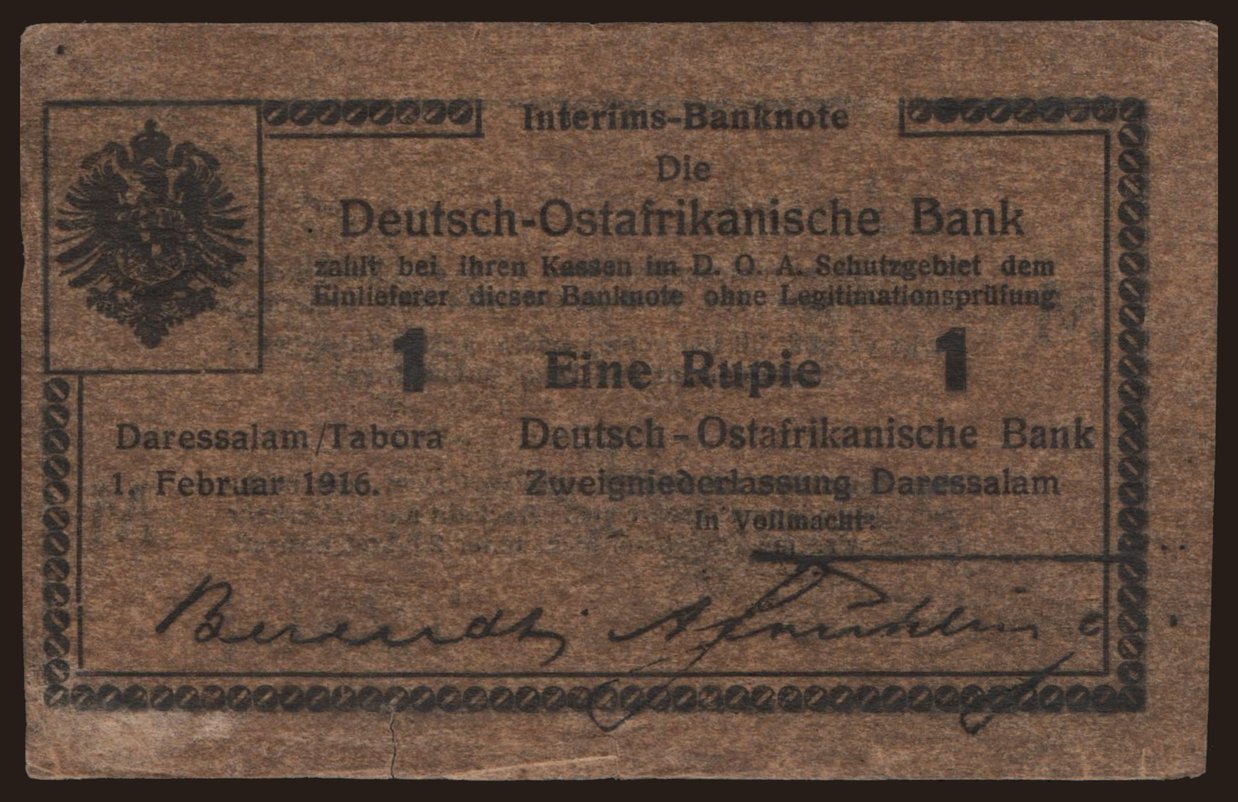 Interims-Banknote
Die
Deutsch-Ostafrikanische Bank
zahlt bei ihren Kassen im D. O. A. Schutzgebiet dem
Einlieferer dieser Banknote ohne Legitimationsprüfung
1 Eine Rupie 1
Daressalam/Tabora
1. Februar 1916.
Deutsch-Ostafrikanische Bank
Zweigniederlassung Daressalam
In Vollmacht:
Berendt